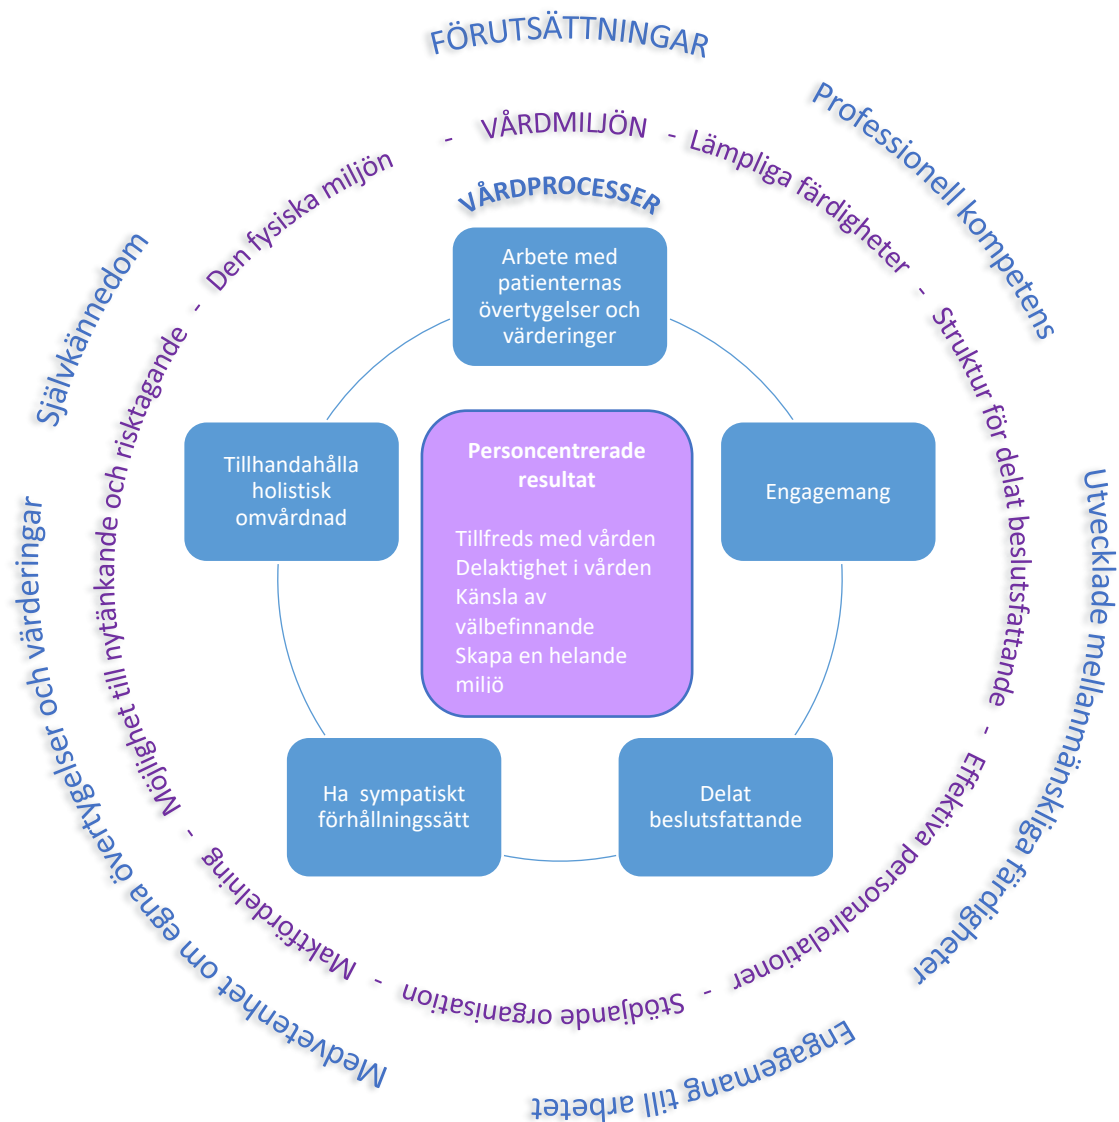 FÖRUTSÄTTNINGAR
Professionell kompetens
Utvecklade mellanmänskliga färdigheter
Engagemang till arbetet
Medvetenhet om egna övertygelser och värderingar
Självkännedom
- VÅRDMILJÖN - Lämpliga färdigheter - Struktur för delat beslutsfattande - Effektiva personalrelationer - Stödjande organisation - Maktfördelning - Möjlighet till nytänkande och risktagande - Den fysiska miljön
VÅRDPROCESSER
Arbete med
patienternas
övertygelser och
värderinger
Engagemang
Delat
beslutsfattande
Ha sympatiskt
förhållningssätt
Tillhandahålla
holistisk
omvårdnad
Personcentrerade
resultat
Tillfreds med vården
Delaktighet i vården
Känsla av
välbefinnande
Skapa en helande
miljö